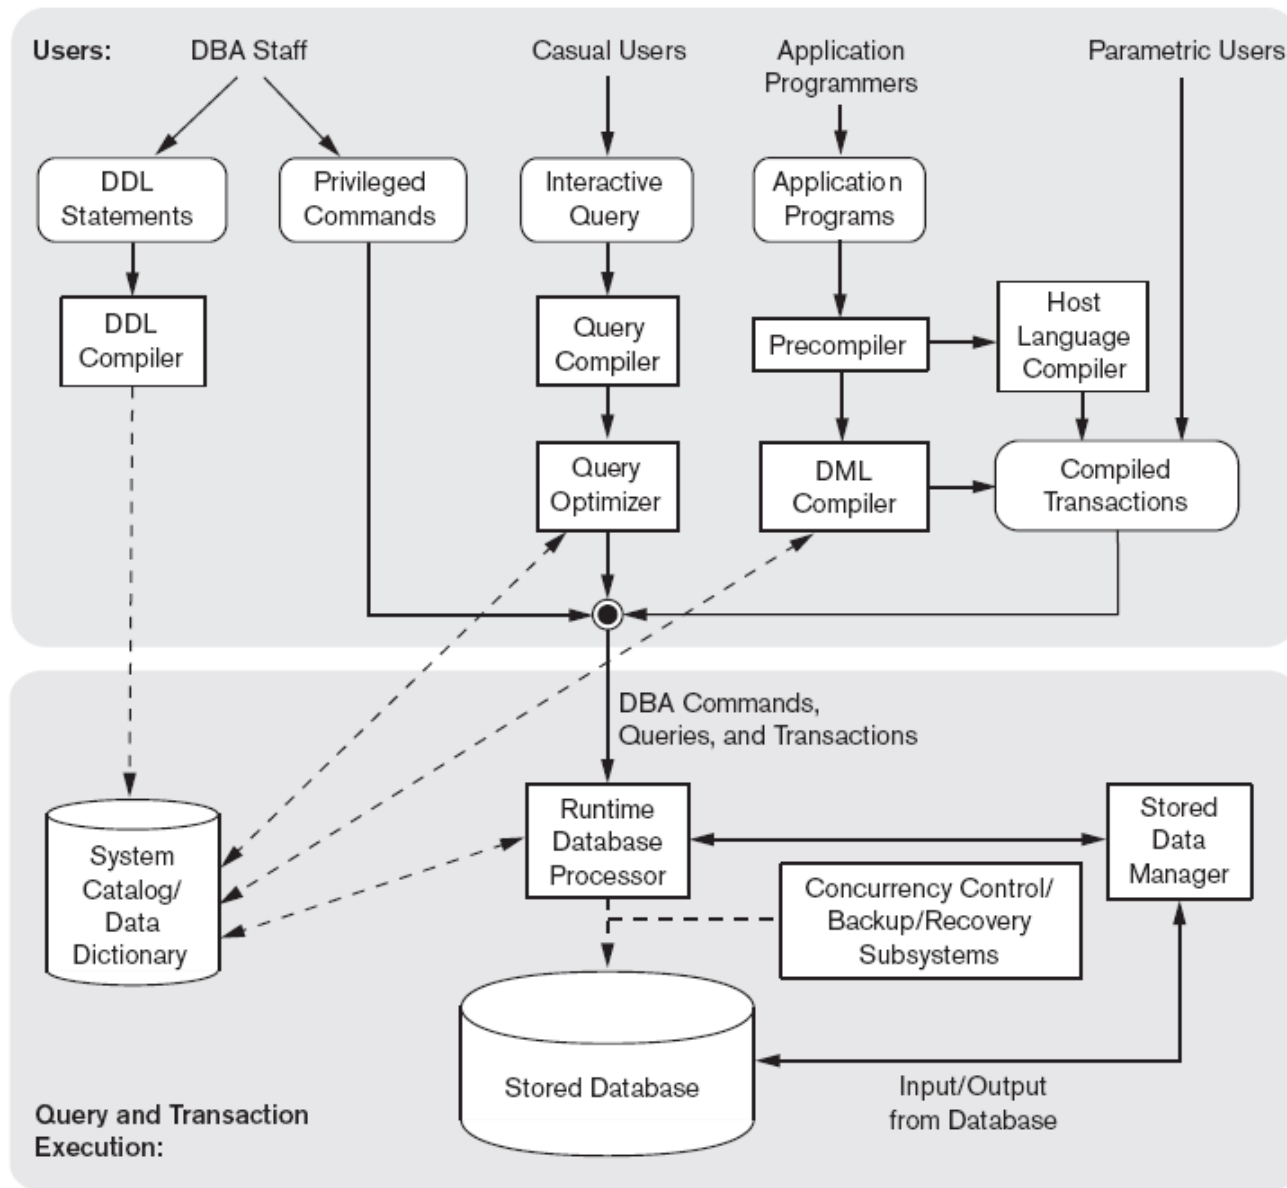 Users:
DBA Staff
Casual Users
Application
Programmers
Parametric Users
DDL
Statements
Privileged
Commands
Interactive
Query
Application
Programs
DDL
Compiler
Query
Compiler
Precompiler
Host
Language
Compiler
Query
Optimizer
DML
Compiler
Compiled
Transactions
DBA Commands,
Queries, and Transactions
System
Catalog/
Data
Dictionary
Runtime
Database
Processor
Stored
Data
Manager
Concurrency Control/
Backup/Recovery
Subsystems
Stored Database
Input/Output
from Database
Query and Transaction
Execution: